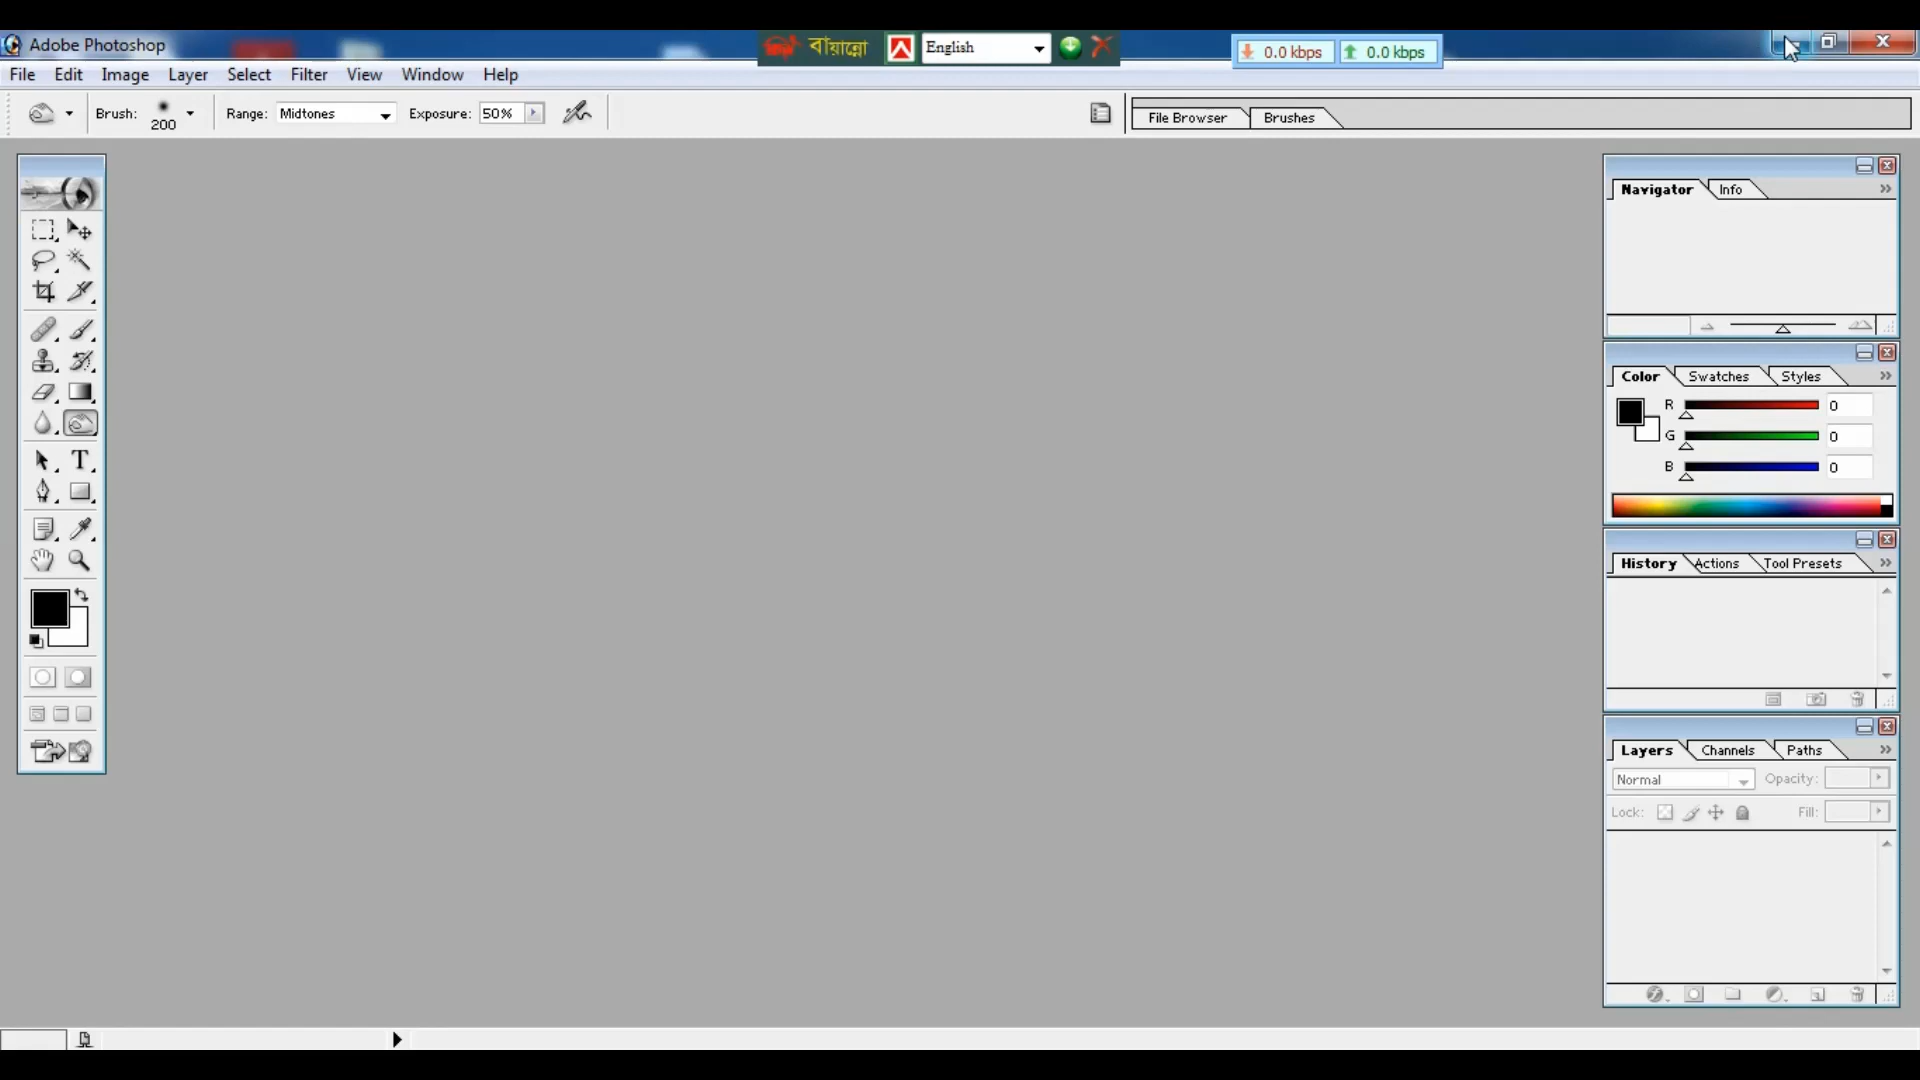 Adobe Photoshop
বায়ান্নো
English
0.0 kbps
0.0 kbps
File Edit Image Layer Select Filter View Window Help
Brush: 200 Range: Midtones Exposure: 50% File Browser Brushes
Navigator Info
Color Swatches Styles
R 0
G 0
B 0
History Actions Tool Presets
Layers Channels Paths
Normal Opacity:
Lock: Fill: